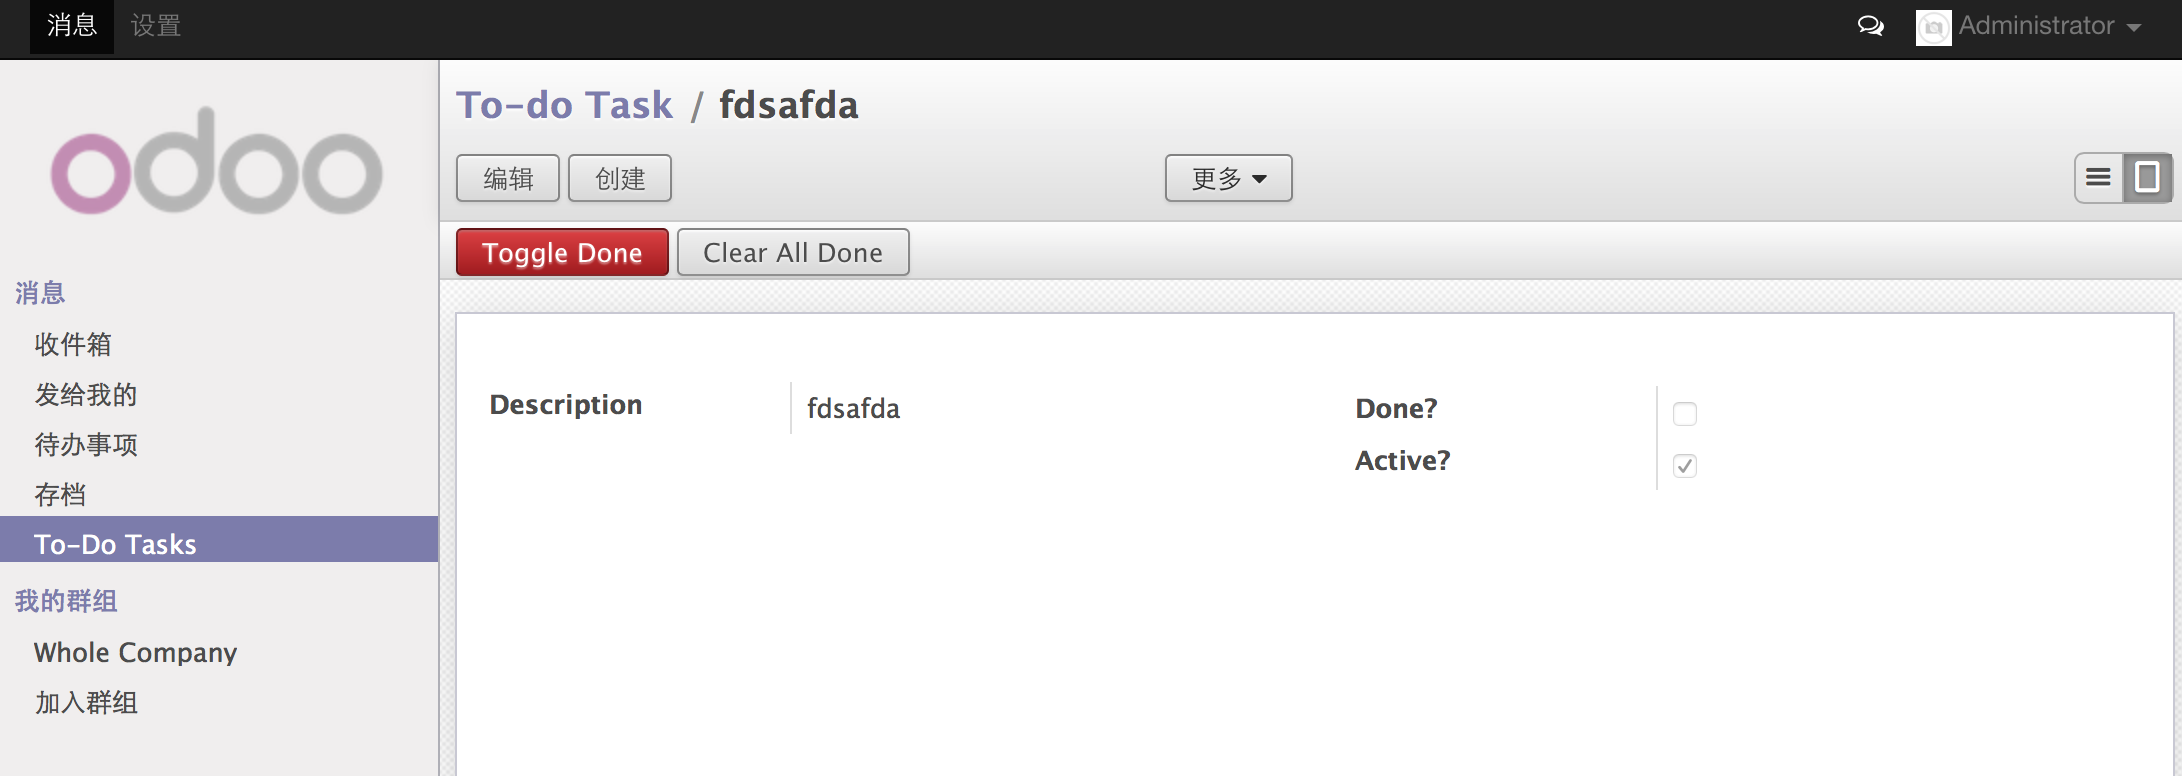 消息 设置 Administrator
odoo
消息
收件箱
发给我的
待办事项
存档
To-Do Tasks
我的群组
Whole Company
加入群组
To-do Task / fdsafda
编辑 创建 更多
Toggle Done Clear All Done
Description fdsafda Done?
Active?